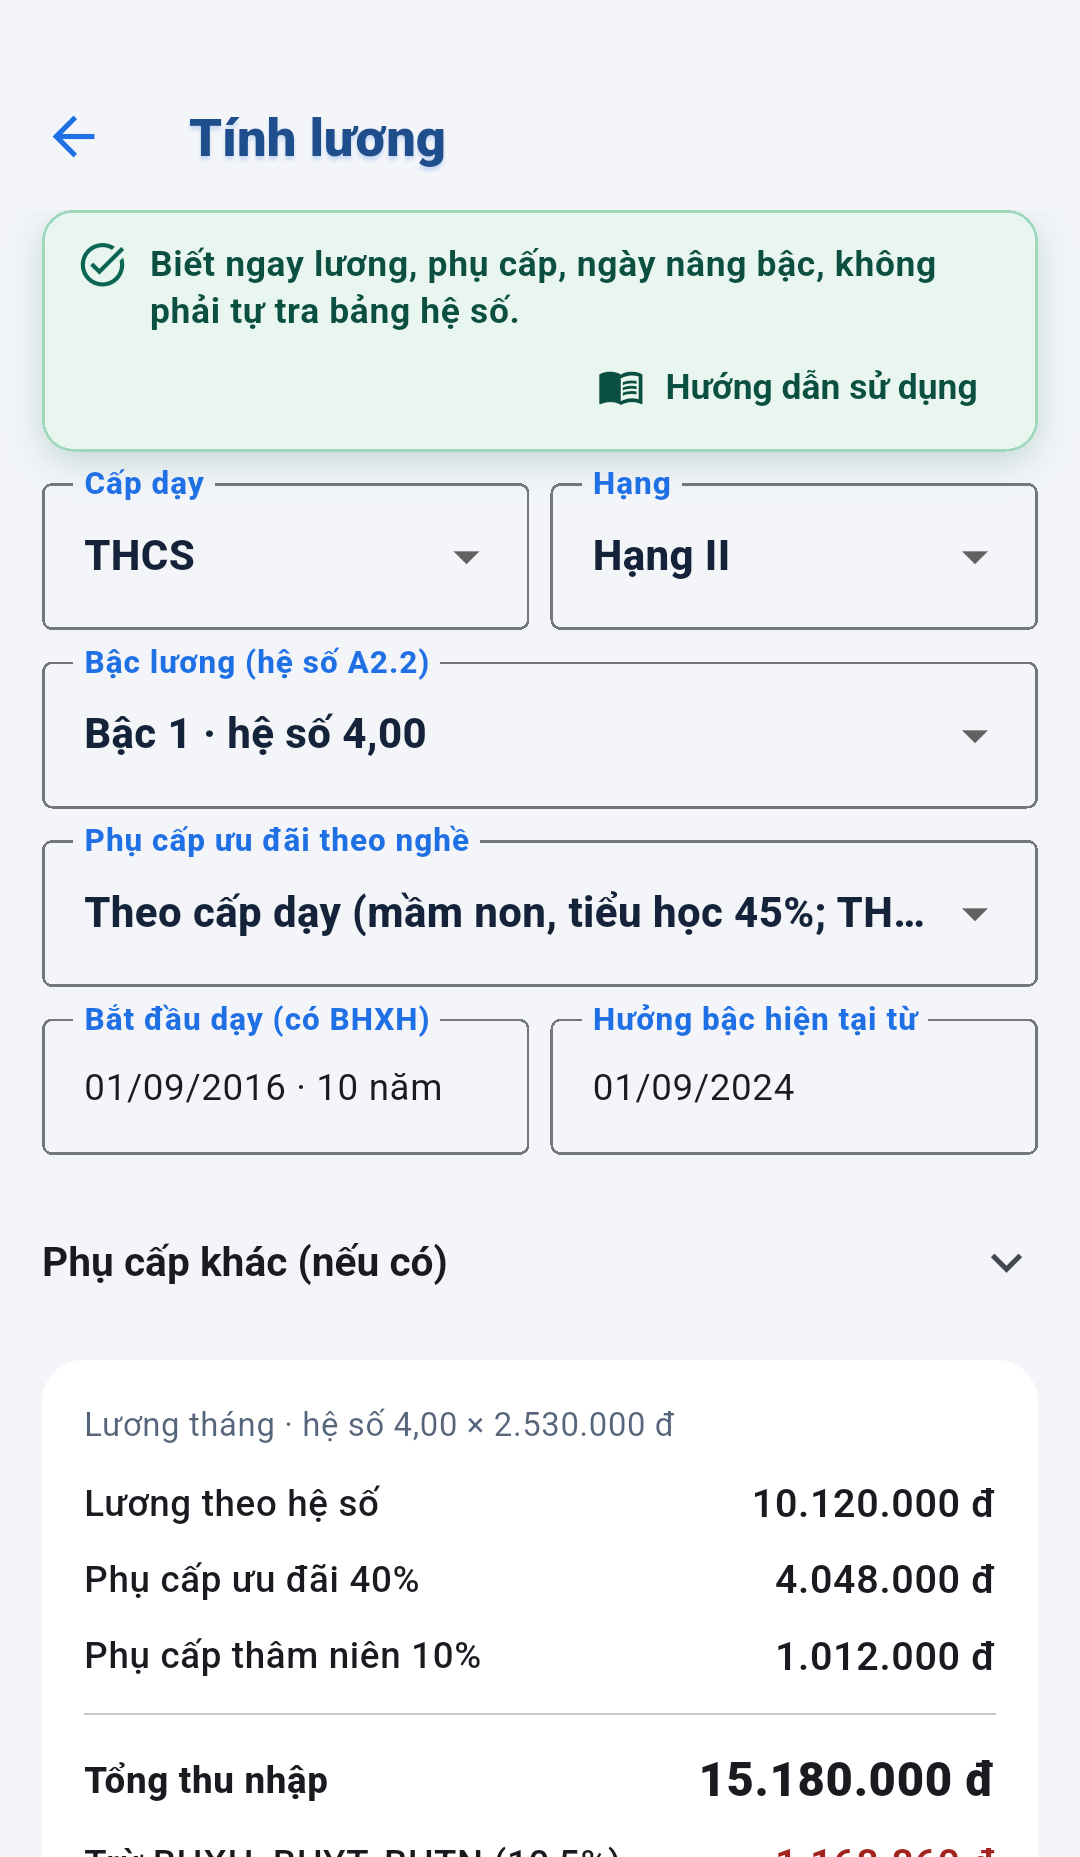 Tính lương
Biết ngay lương, phụ cấp, ngày nâng bậc, không
phải tự tra bảng hệ số.
Hướng dẫn sử dụng
Cấp dạy
THCS
Hạng
Hạng II
Bậc lương (hệ số A2.2)
Bậc 1 · hệ số 4,00
Phụ cấp ưu đãi theo nghề
Theo cấp dạy (mầm non, tiểu học 45%; TH...
Bắt đầu dạy (có BHXH)
01/09/2016 · 10 năm
Hưởng bậc hiện tại từ
01/09/2024
Phụ cấp khác (nếu có)
Lương tháng · hệ số 4,00 × 2.530.000 đ
Lương theo hệ số 10.120.000 đ
Phụ cấp ưu đãi 40% 4.048.000 đ
Phụ cấp thâm niên 10% 1.012.000 đ
Tổng thu nhập 15.180.000 đ
Trừ BHXH, BHYT, BHTN (10,5%)